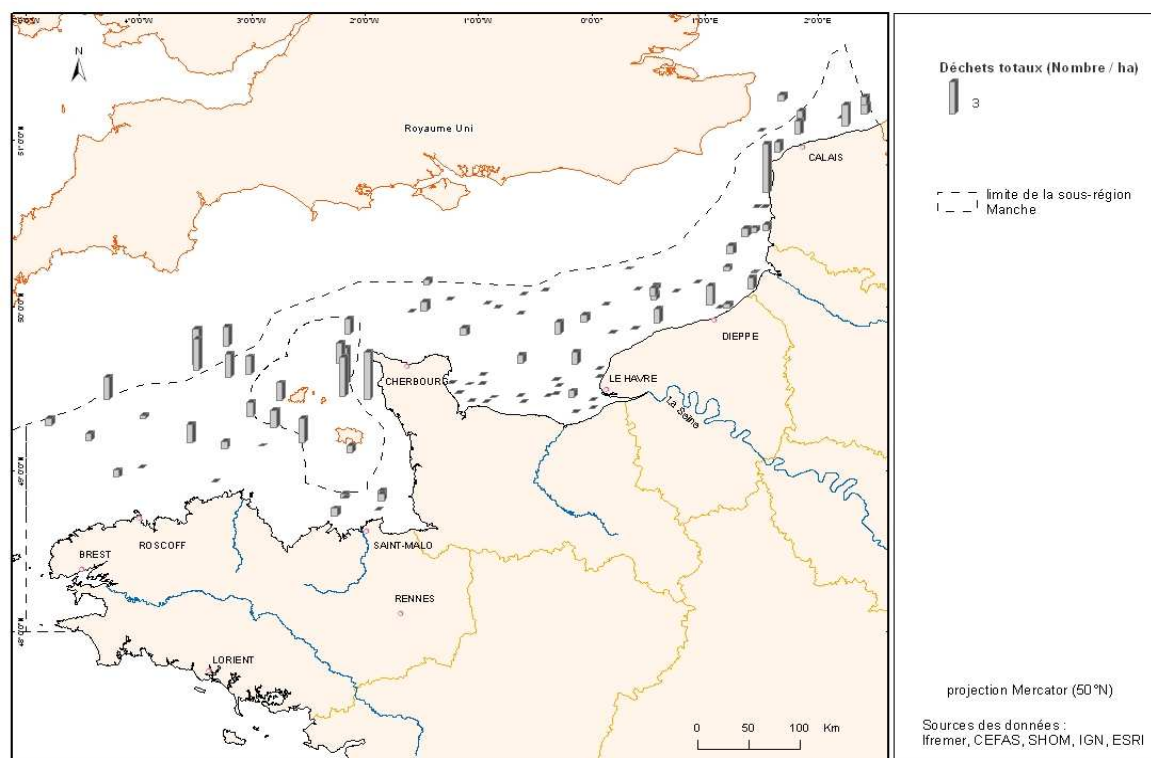 4°0'0"W 3°0'0"W 2°0'0"W 1°0'0"W 0°0'0" 1°0'0"E 2°0'0"E
N
Royaume Uni
CALAIS
DIEPPE
CHERBOURG
LE HAVRE
La Seine
ROSCOFF
SAINT-MALO
BREST
RENNES
LORIENT
0 50 100 Km
Déchets totaux (Nombre / ha)
3
limite de la sous-région
Manche
projection Mercator (50°N)
Sources des données :
Ifremer, CEFAS, SHOM, IGN, ESRI